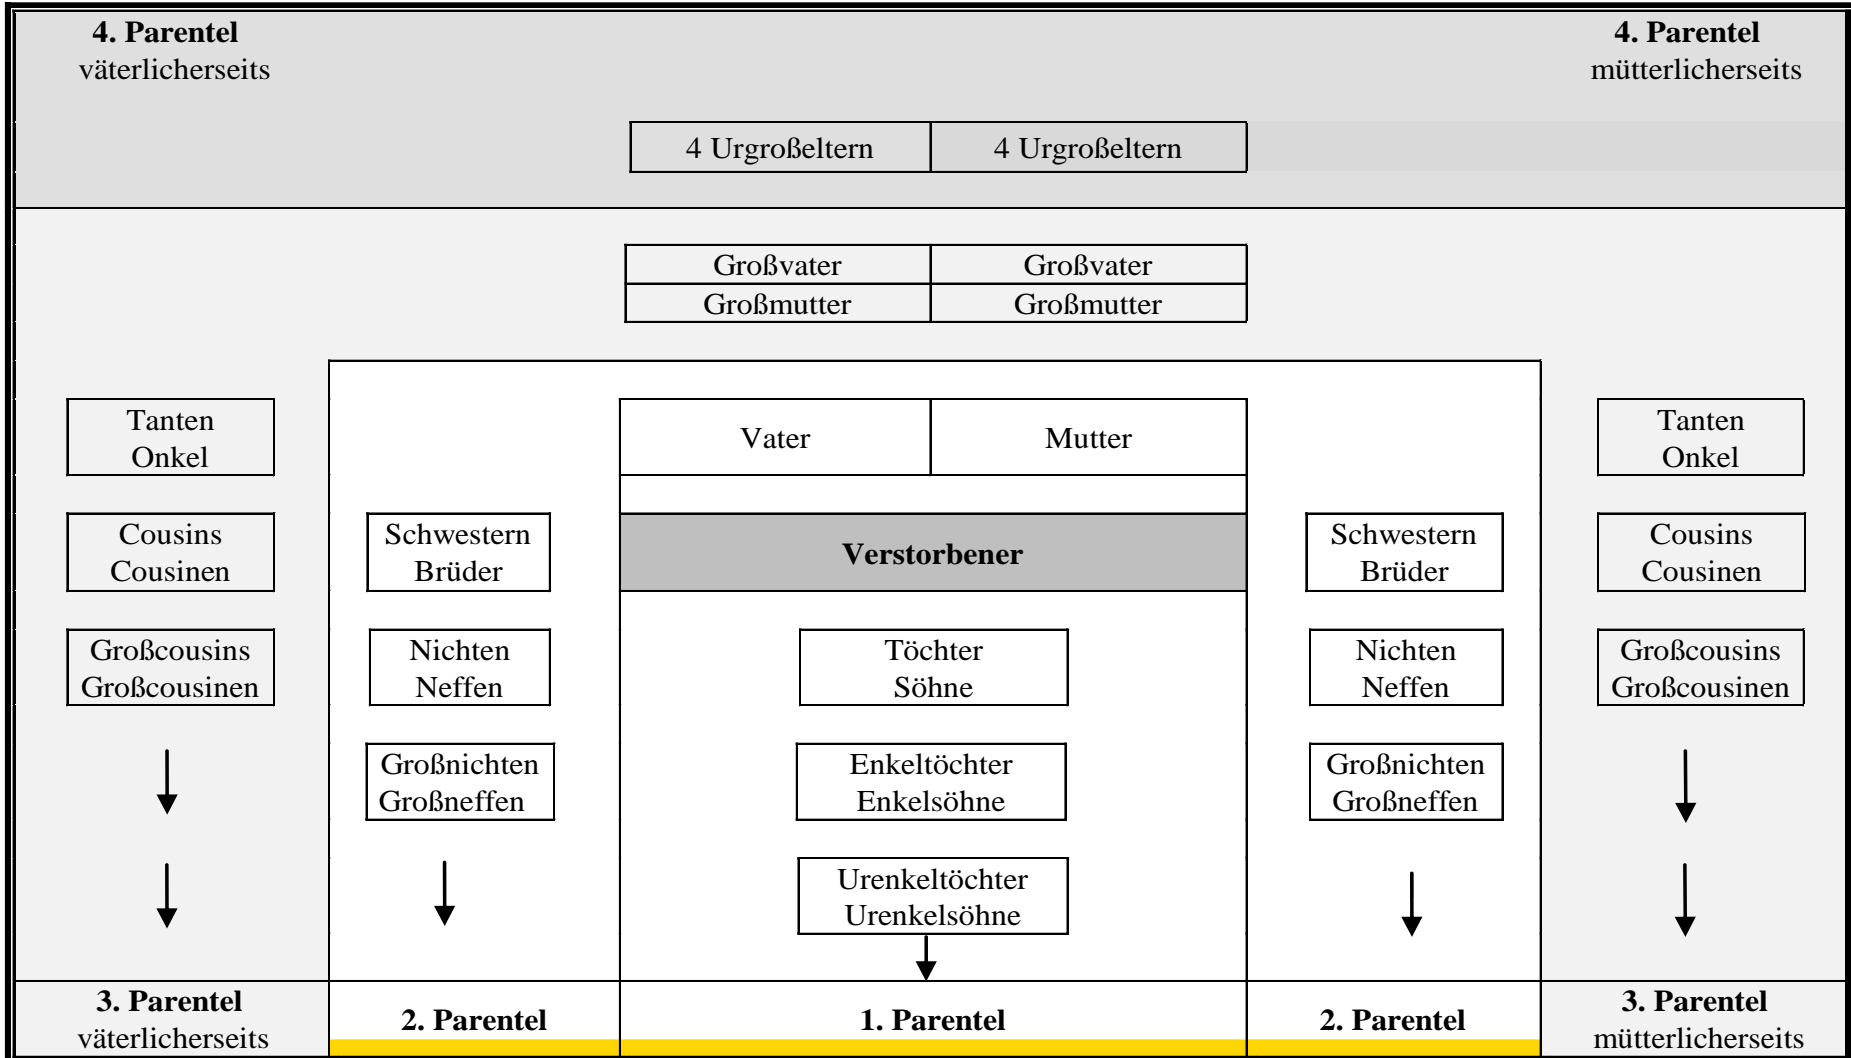 4. Parentel
väterlicherseits
4. Parentel
mütterlicherseits
4 Urgroßeltern
4 Urgroßeltern
Großvater
Großvater
Großmutter
Großmutter
Tanten
Onkel
Vater
Mutter
Tanten
Onkel
Cousins
Cousinen
Schwestern
Brüder
Verstorbener
Schwestern
Brüder
Cousins
Cousinen
Großcousins
Großcousinen
Nichten
Neffen
Töchter
Söhne
Nichten
Neffen
Großcousins
Großcousinen
Großnichten
Großneffen
Enkeltöchter
Enkelsöhne
Großnichten
Großneffen
Urenkeltöchter
Urenkelsöhne
3. Parentel
väterlicherseits
2. Parentel
1. Parentel
2. Parentel
3. Parentel
mütterlicherseits